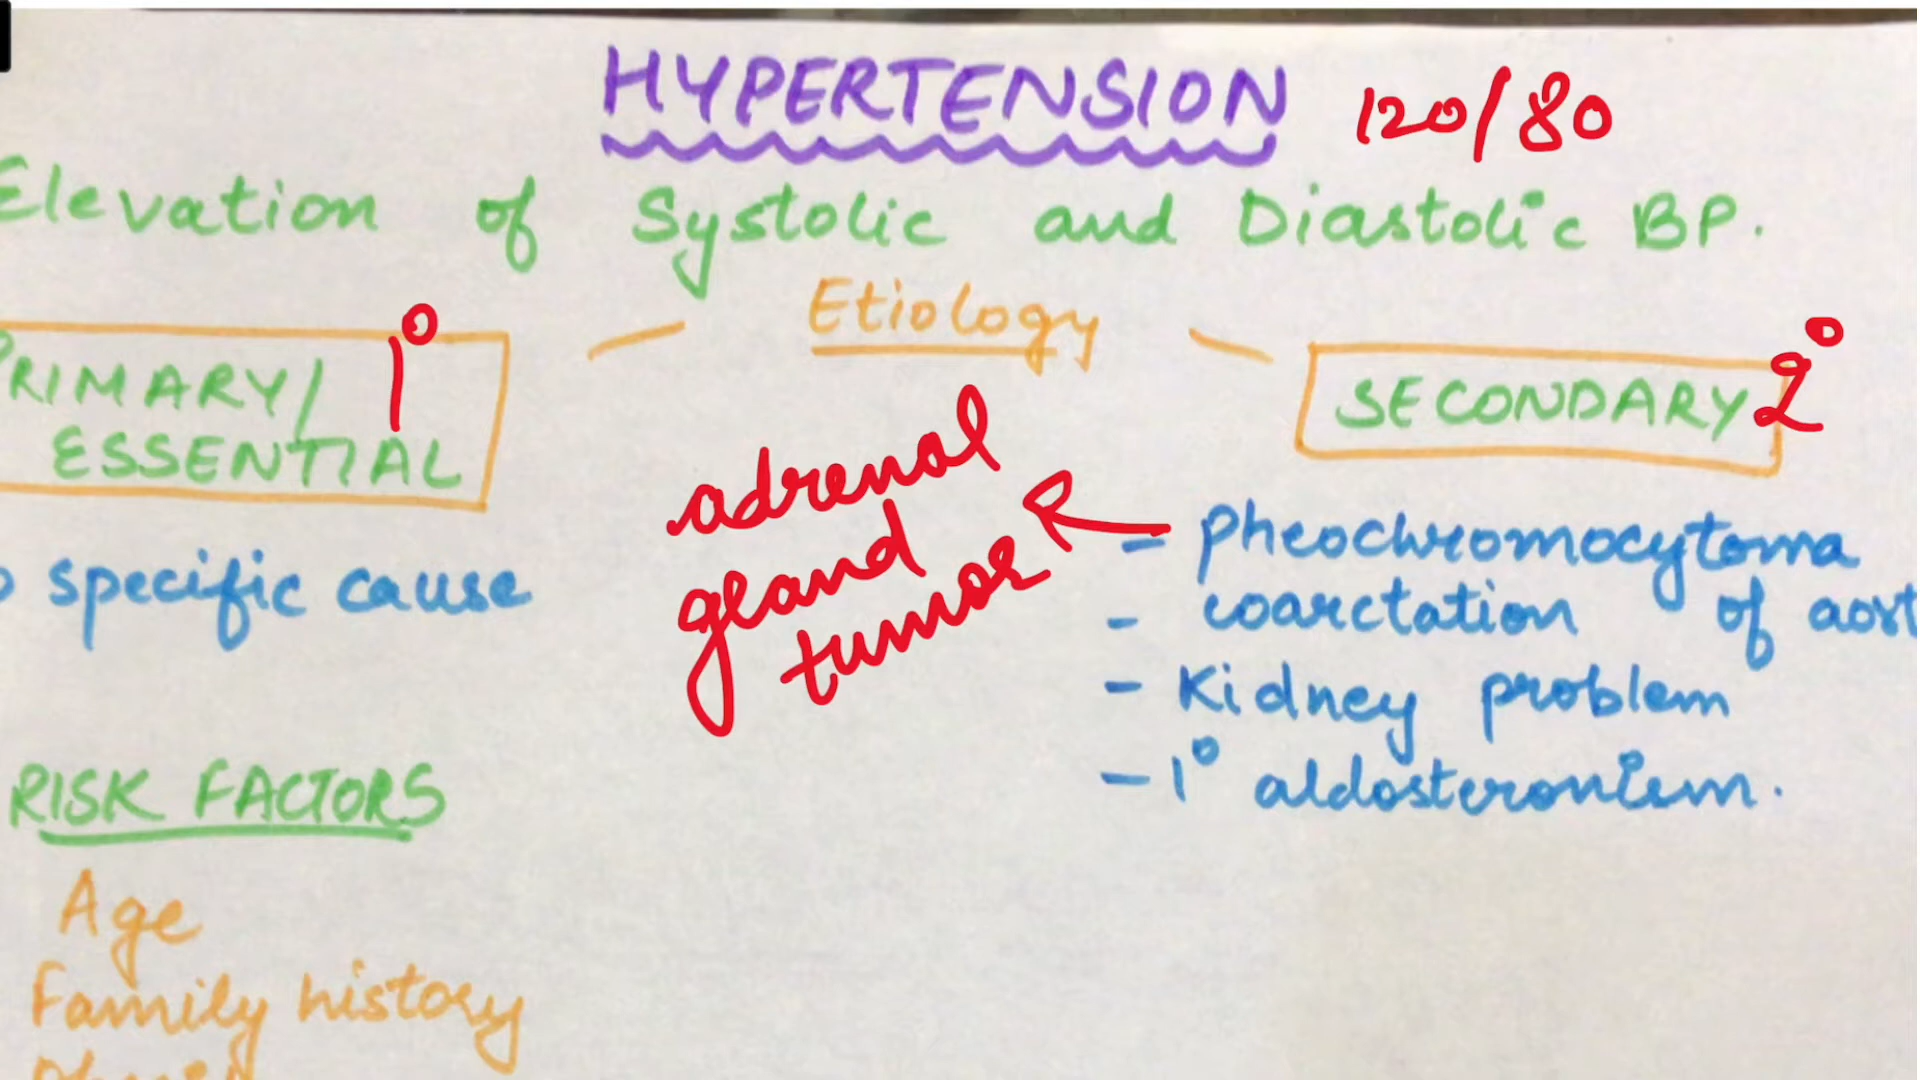 HYPERTENSION 120/80
Elevation of Systolic and Diastolic BP.
Etiology
PRIMARY/ 1°
ESSENTIAL
specific cause
SECONDARY 2°
- Pheochromocytoma
- coarctation of aort
- Kidney problem
- 1° aldosteronism.
adrenal
gland
tumor
RISK FACTORS
Age
Family history